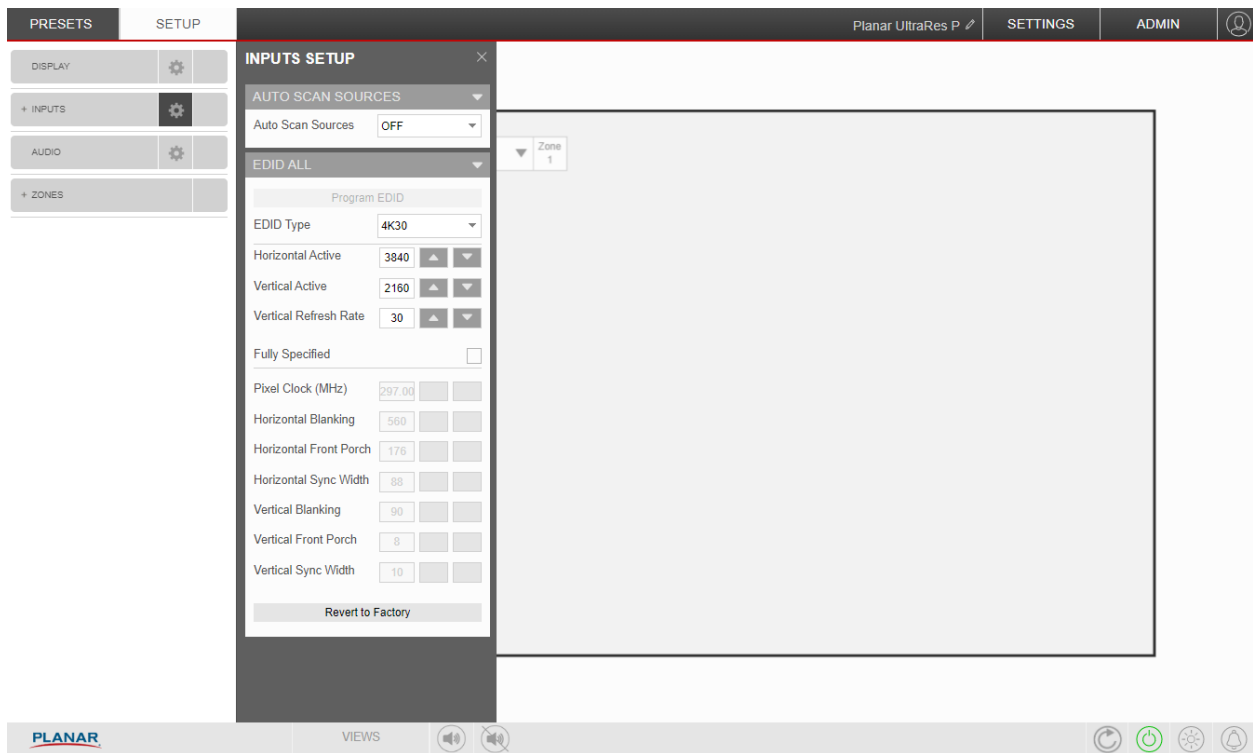 PRESETS SETUP Planar UltraRes P SETTINGS ADMIN
DISPLAY
+ INPUTS
AUDIO
+ ZONES
INPUTS SETUP ×
AUTO SCAN SOURCES
Auto Scan Sources OFF
EDID ALL
Program EDID
EDID Type 4K30
Horizontal Active 3840
Vertical Active 2160
Vertical Refresh Rate 30
Fully Specified
Pixel Clock (MHz) 297.00
Horizontal Blanking 560
Horizontal Front Porch 176
Horizontal Sync Width 88
Vertical Blanking 90
Vertical Front Porch 8
Vertical Sync Width 10
Revert to Factory
Zone
1
PLANAR VIEWS